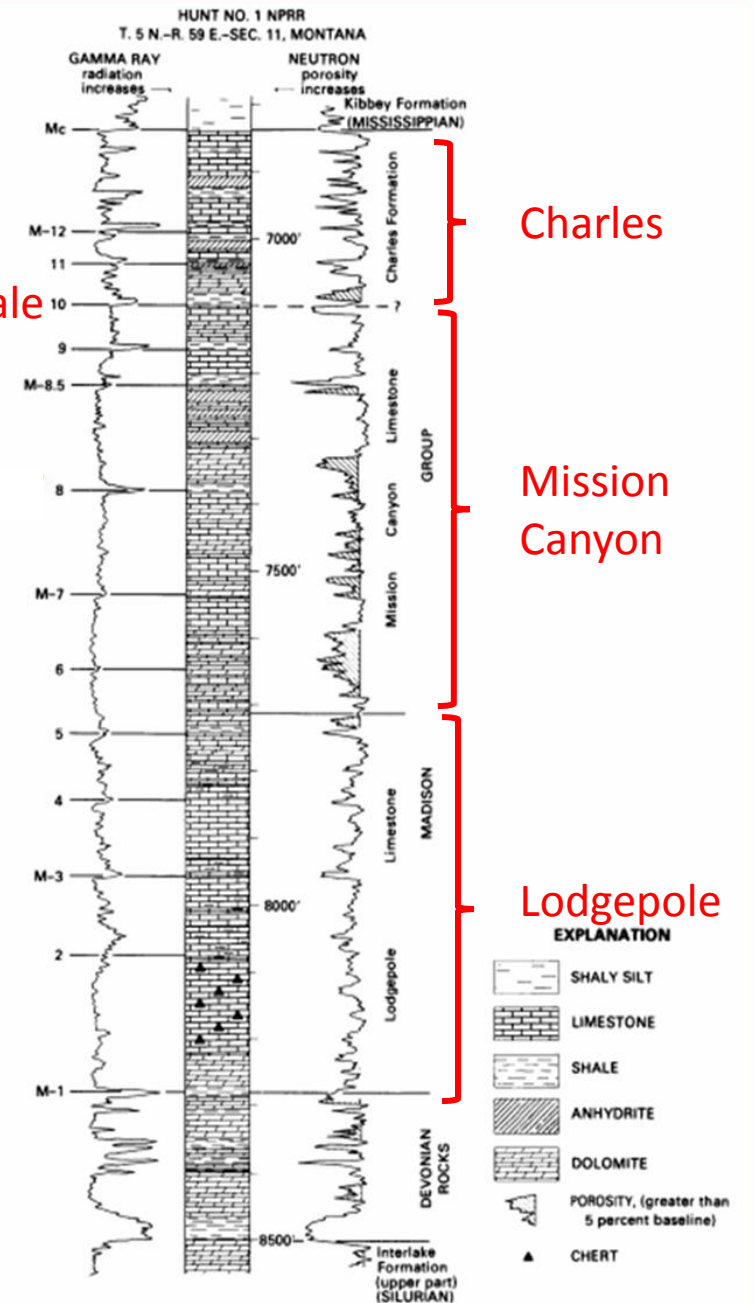 HUNT NO. 1 NPRR
T. 5 N.–R. 59 E.–SEC. 11, MONTANA
GAMMA RAY
radiation
increases
NEUTRON
porosity
increases
Kibbey Formation
(MISSISSIPPIAN)
Mc
Charles Formation
Charles
M-12
7000'
11
ale
10
?
9
M-8.5
Limestone
GROUP
Mission
Canyon
8
Canyon
7500'
M-7
Mission
6
5
MADISON
4
Limestone
M-3
8000'
Lodgepole
2
Lodgepole
M-1
DEVONIAN
ROCKS
8500'
Interlake
Formation
(upper part)
(SILURIAN)
EXPLANATION
SHALY SILT
LIMESTONE
SHALE
ANHYDRITE
DOLOMITE
POROSITY, (greater than
5 percent baseline)
CHERT